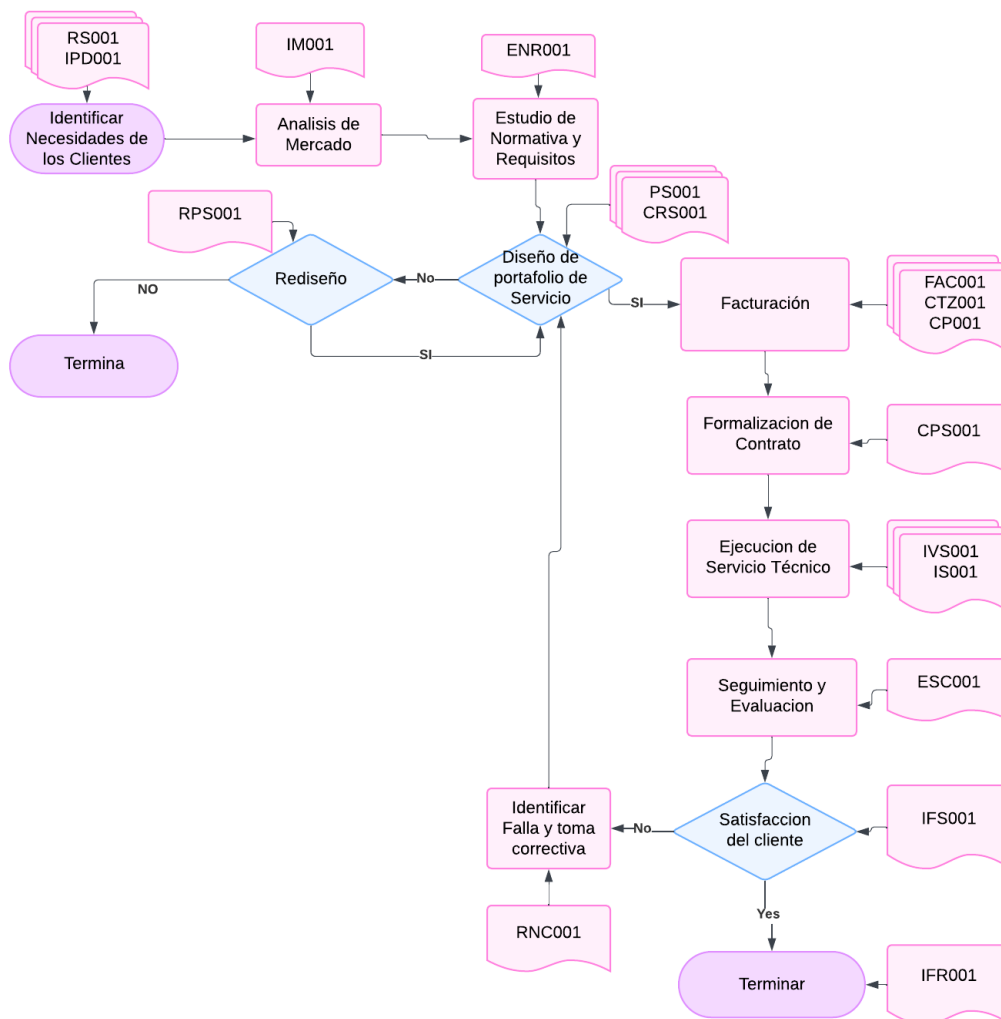 RS001
IPD001
IM001
ENR001
Identificar
Necesidades de
los Clientes
Analisis de
Mercado
Estudio de
Normativa y
Requisitos
PS001
CRS001
RPS001
Rediseño
No
Diseño de
portafolio de
Servicio
SI
Facturación
FAC001
CTZ001
CP001
NO
Termina
SI
Formalizacion de
Contrato
CPS001
Ejecucion de
Servicio Técnico
IVS001
IS001
Seguimiento y
Evaluacion
ESC001
Identificar
Falla y toma
correctiva
No
Satisfaccion
del cliente
IFS001
RNC001
Yes
Terminar
IFR001